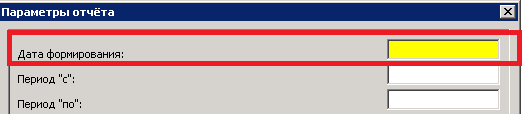 Параметры отчёта
Дата формирования:
Период "с":
Период "по":